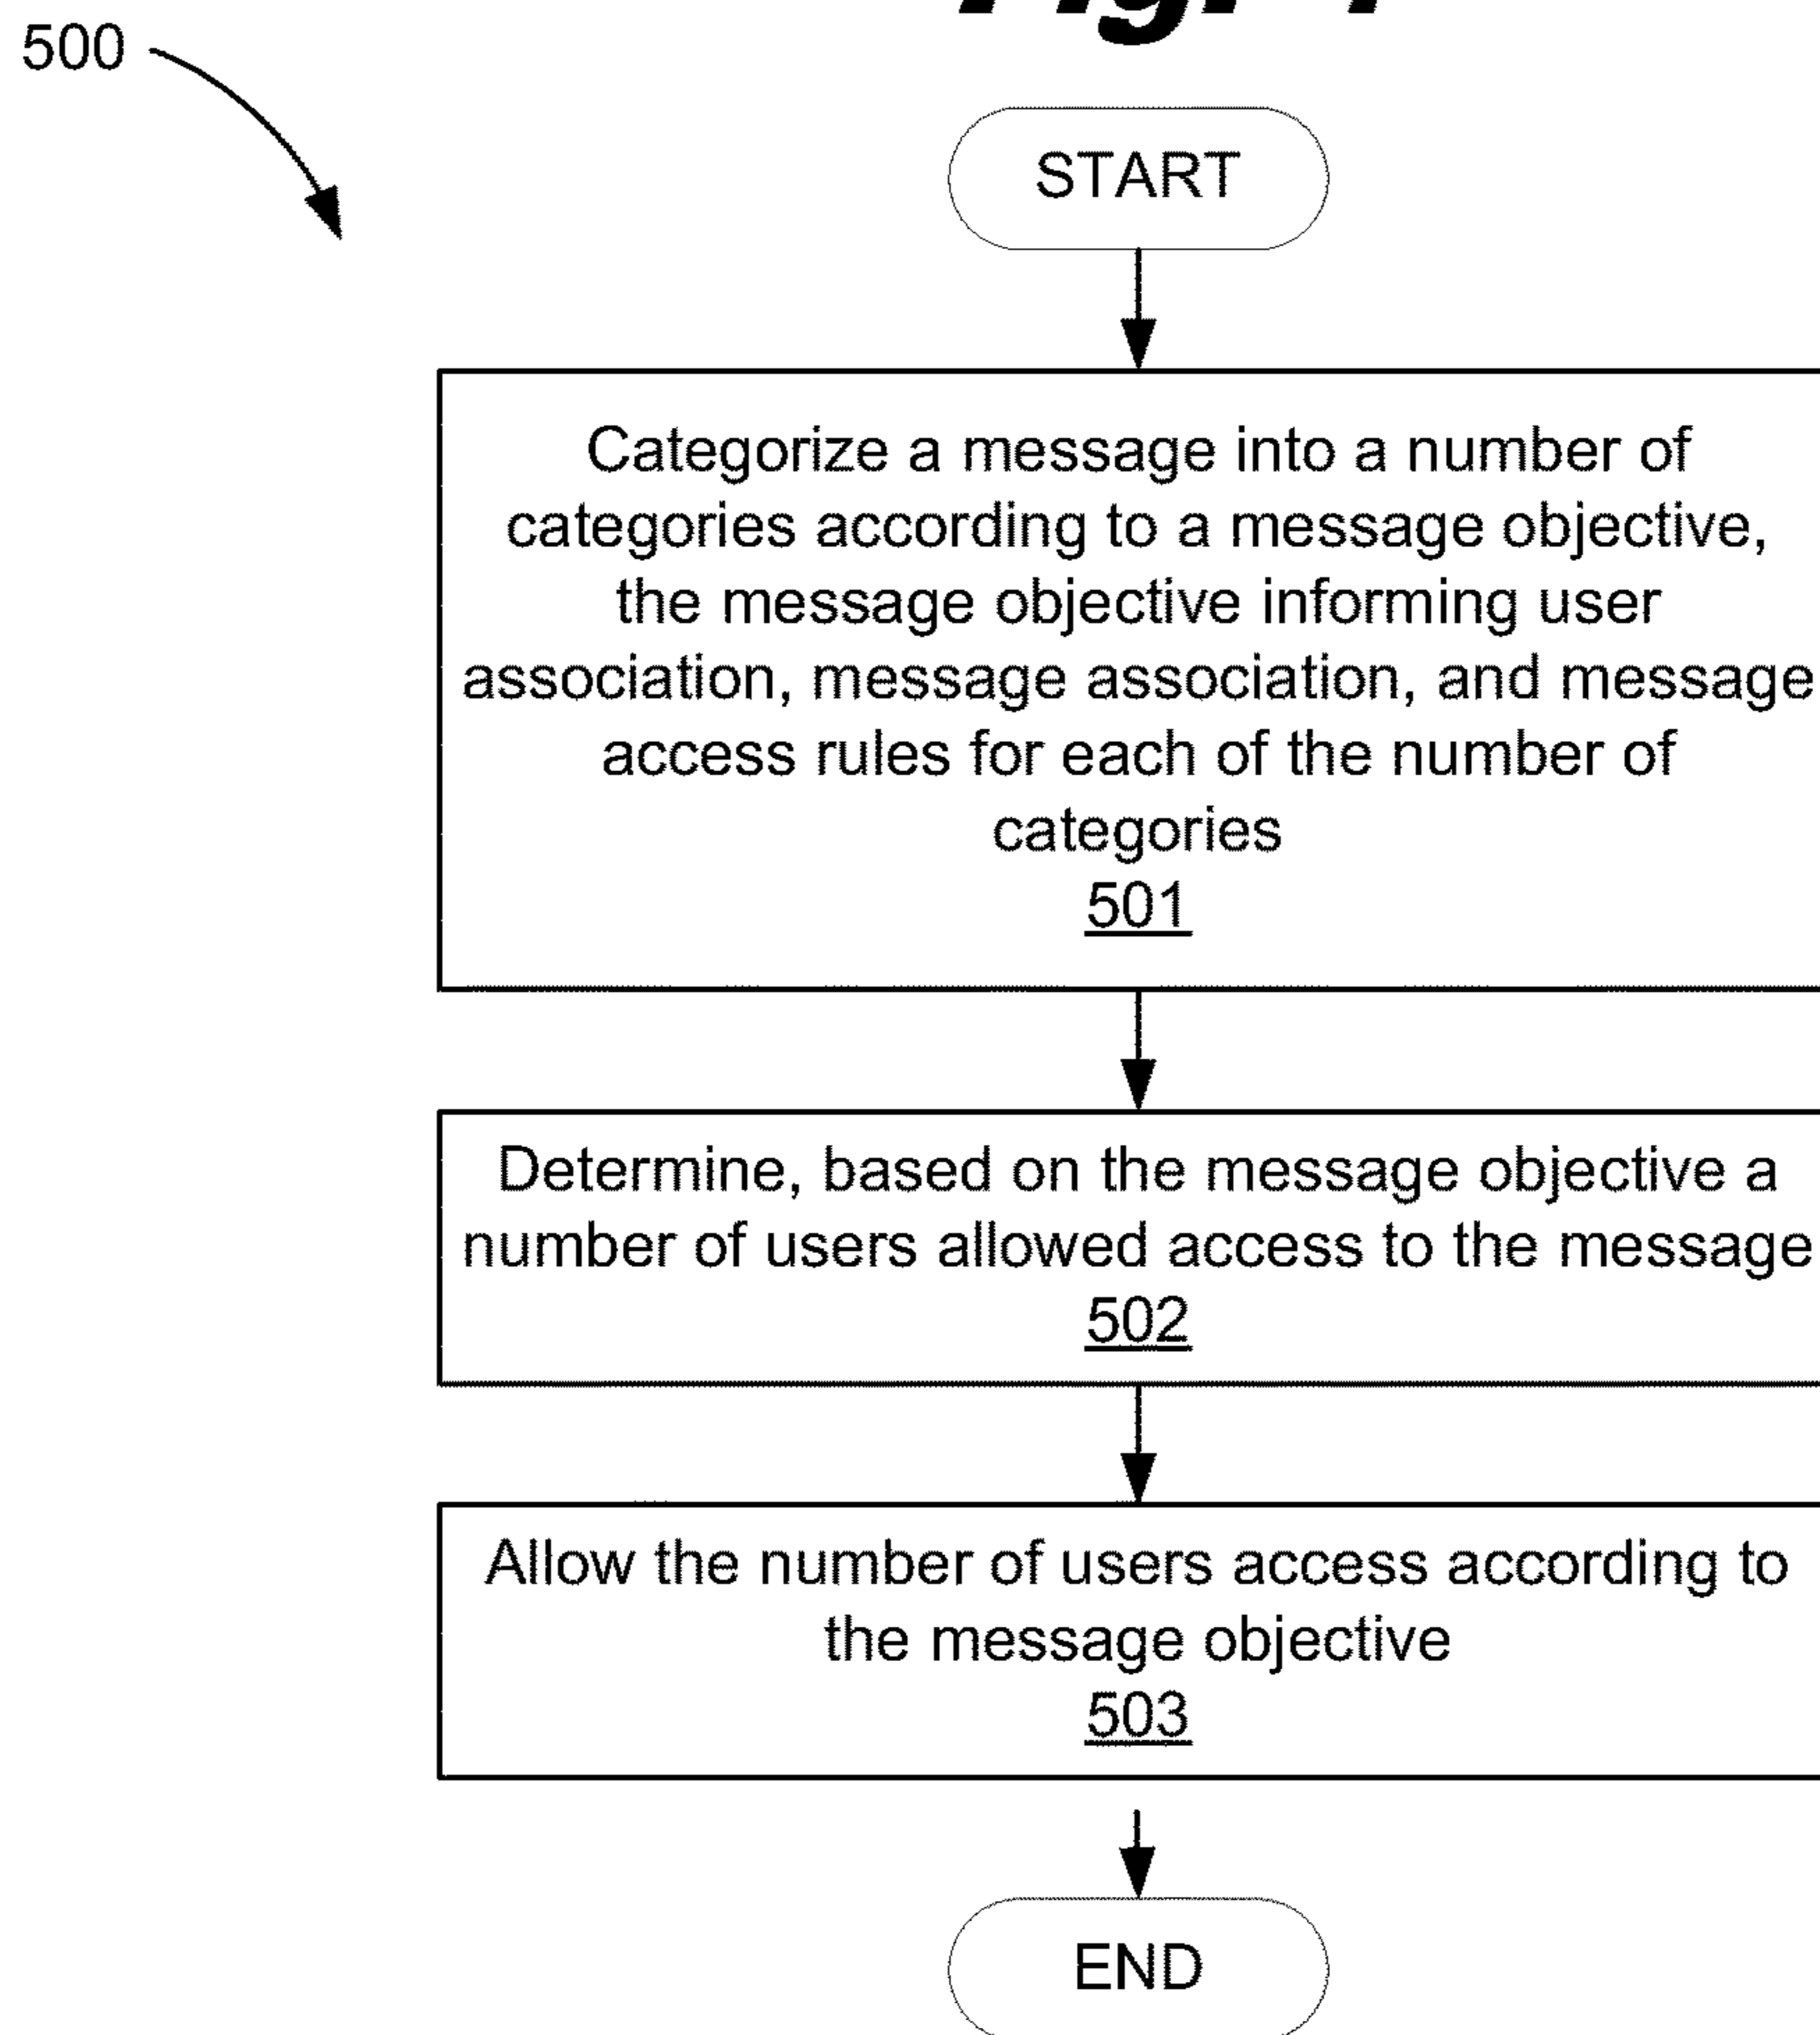 500
START
Categorize a message into a number of
categories according to a message objective,
the message objective informing user
association, message association, and message
access rules for each of the number of
categories
501
Determine, based on the message objective a
number of users allowed access to the message
502
Allow the number of users access according to
the message objective
503
END